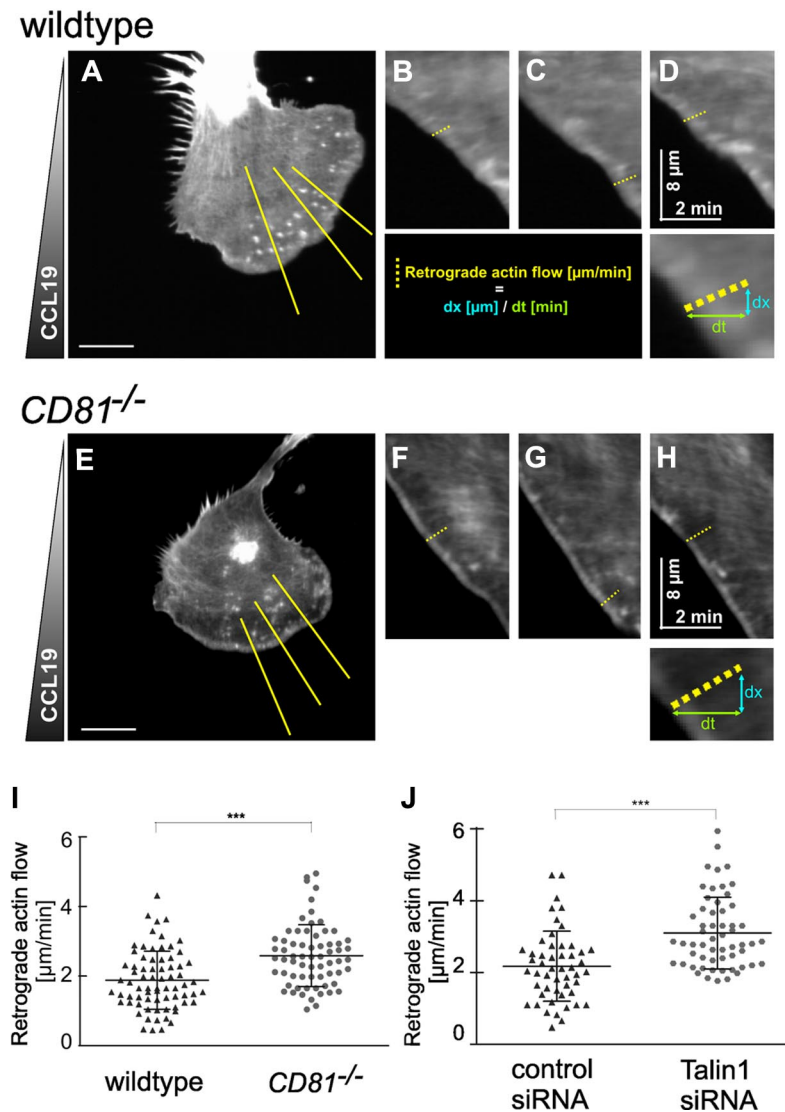 wildtype
A
B
C
D
CCL19
8 µm
2 min
Retrograde actin flow [µm/min]
=
dx [µm] / dt [min]
dx
dt
CD81-/-
E
F
G
H
CCL19
8 µm
2 min
dx
dt
I
***
Retrograde actin flow
[µm/min]
6
4
2
0
wildtype
CD81-/-
J
***
Retrograde actin flow
[µm/min]
6
4
2
0
control
siRNA
Talin1
siRNA